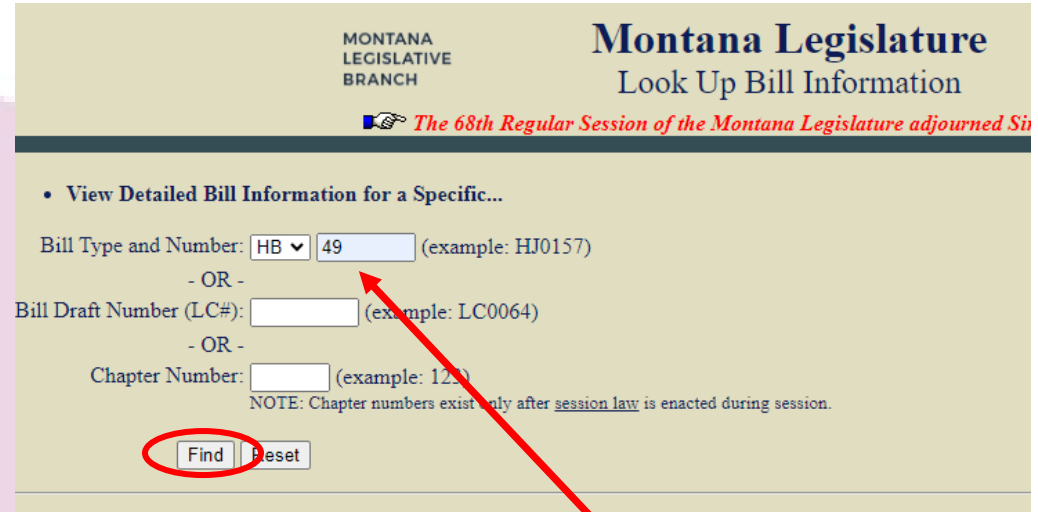 MONTANA
LEGISLATIVE
BRANCH
Montana Legislature
Look Up Bill Information
The 68th Regular Session of the Montana Legislature adjourned
• View Detailed Bill Information for a Specific...
Bill Type and Number: HB 49 (example: HJ0157)
- OR -
Bill Draft Number (LC#): (example: LC0064)
- OR -
Chapter Number: (example: 123)
NOTE: Chapter numbers exist only after session law is enacted during session.
Find Reset